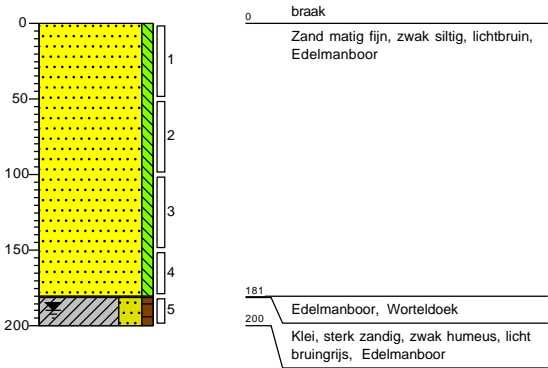 0
50
100
150
200
1
2
3
4
5
0
braak
Zand matig fijn, zwak siltig, lichtbruin,
Edelmanboor
181
Edelmanboor, Worteldoek
200
Klei, sterk zandig, zwak humeus, licht
bruingrijs, Edelmanboor